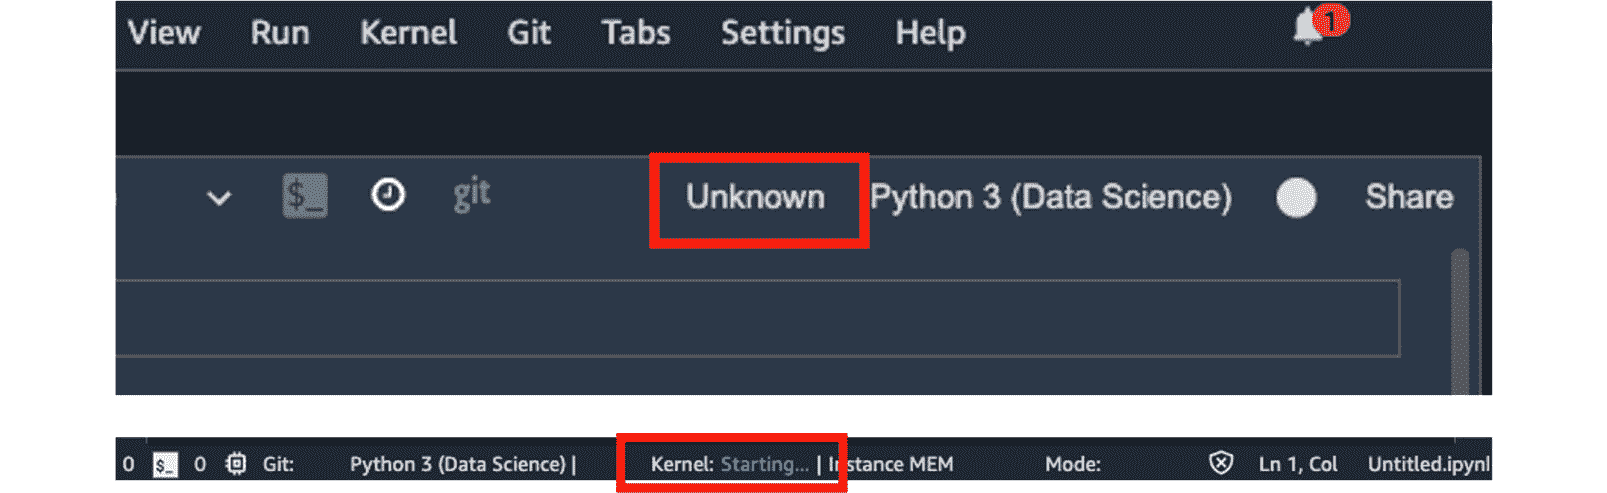 View Run Kernel Git Tabs Settings Help 1
$_ git Unknown Python 3 (Data Science) Share
0 $_ 0 Git: Python 3 (Data Science) | Kernel: Starting... | Instance MEM Mode: Ln 1, Col Untitled.ipyn